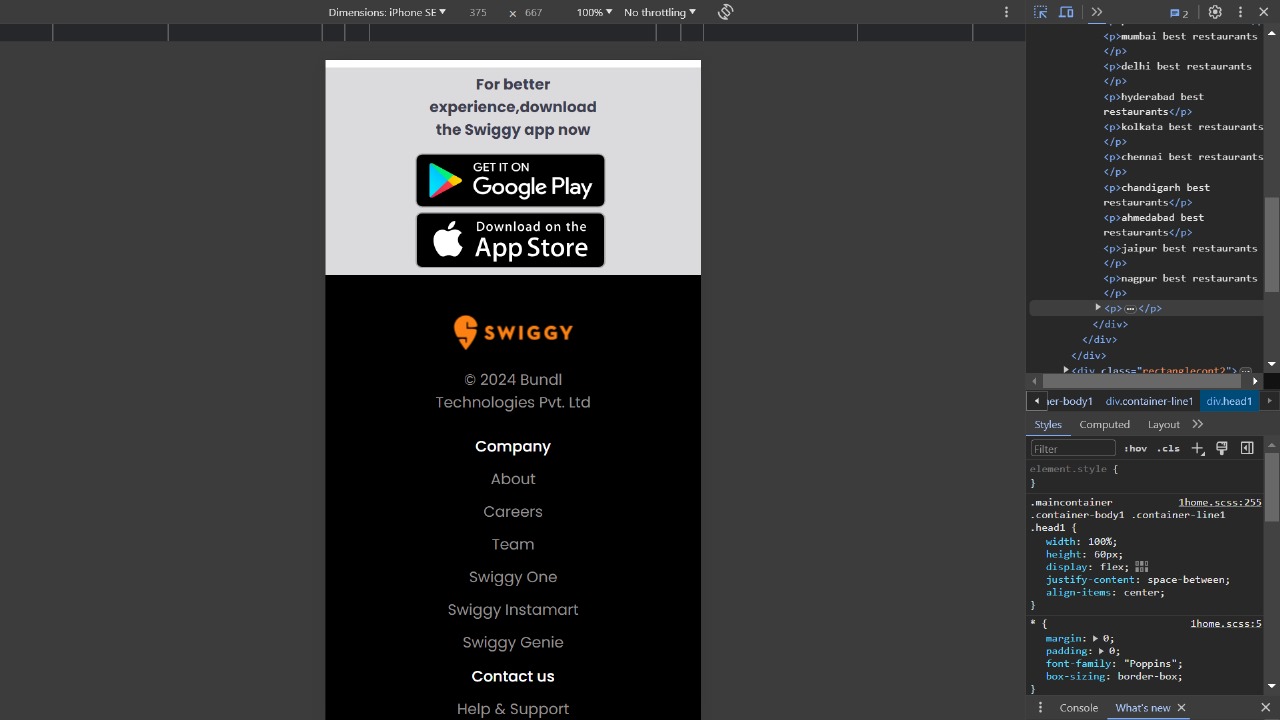 Dimensions: iPhone SE ▼ 375 × 667 100% ▼ No throttling ▼
2
For better
experience,download
the Swiggy app now
GET IT ON
Google Play
Download on the
App Store
SWIGGY
© 2024 Bundl
Technologies Pvt. Ltd
Company
About
Careers
Team
Swiggy One
Swiggy Instamart
Swiggy Genie
Contact us
Help & Support
<p>mumbai best restaurants
</p>
<p>delhi best restaurants
</p>
<p>hyderabad best
restaurants</p>
<p>kolkata best restaurants
</p>
<p>chennai best restaurants
</p>
<p>chandigarh best
restaurants</p>
<p>ahmedabad best
restaurants</p>
<p>jaipur best restaurants
</p>
<p>nagpur best restaurants
</p>
<p>…</p>
</div>
</div>
</div>
<div class="rectanglecont2">…
er-body1 div.container-line1 div.head1
Styles Computed Layout
Filter :hov .cls
element.style {
}
.maincontainer 1home.scss:255
.container-body1 .container-line1
.head1 {
width: 100%;
height: 60px;
display: flex;
justify-content: space-between;
align-items: center;
}
* { 1home.scss:5
margin: 0;
padding: 0;
font-family: "Poppins";
box-sizing: border-box;
}
Console What's new